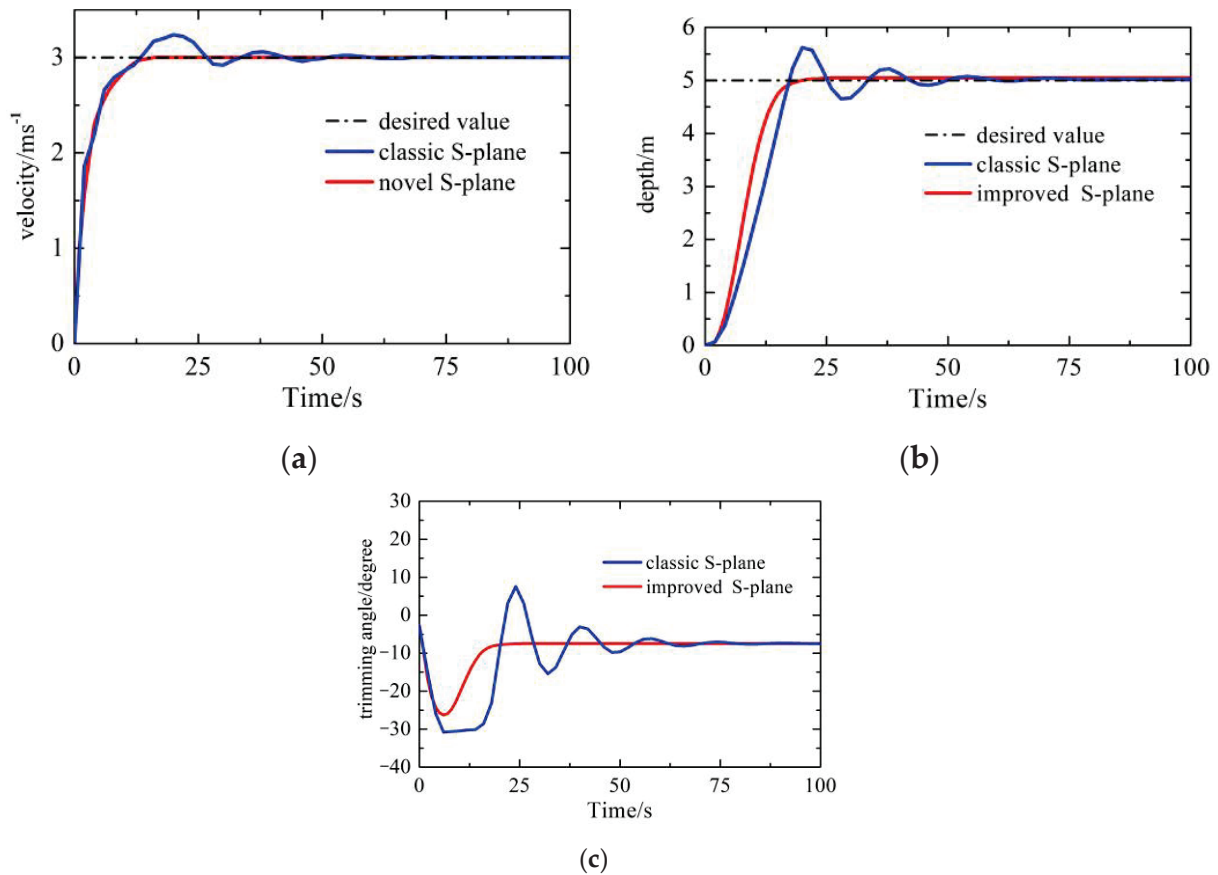 velocity/ms⁻¹
3
2
1
0
desired value
classic S-plane
novel S-plane
0 25 50 75 100
Time/s
(a)
depth/m
6
5
4
3
2
1
0
desired value
classic S-plane
improved S-plane
0 25 50 75 100
Time/s
(b)
trimming angle/degree
30
20
10
0
−10
−20
−30
−40
classic S-plane
improved S-plane
0 25 50 75 100
Time/s
(c)